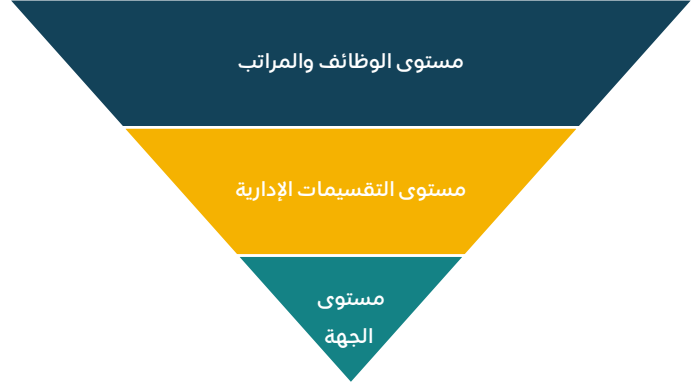 مستوى الوظائف والمراتب
مستوى التقسيمات الإدارية
مستوى
الجهة